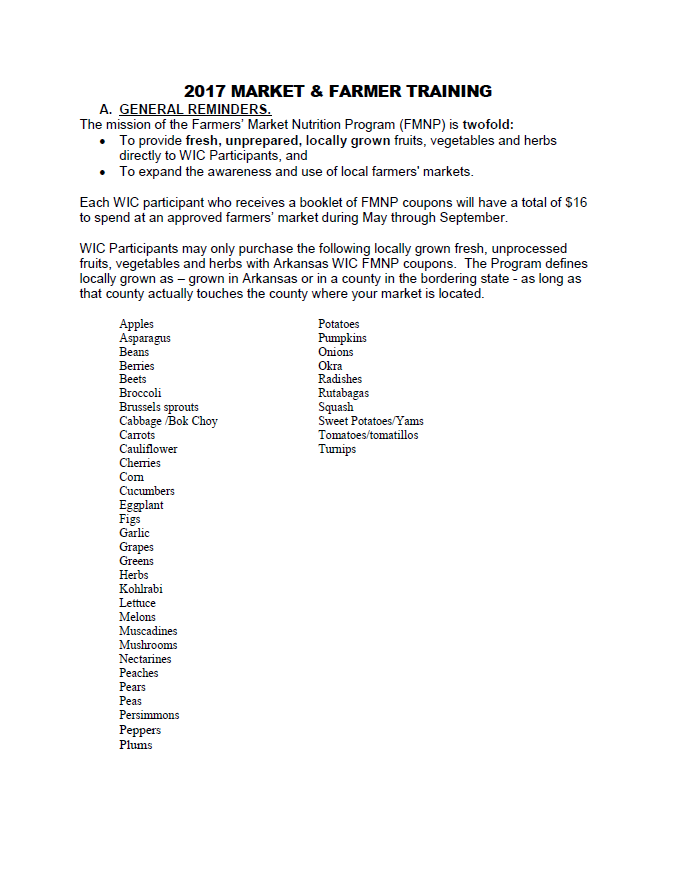 2017 MARKET & FARMER TRAINING
A. GENERAL REMINDERS.
The mission of the Farmers' Market Nutrition Program (FMNP) is twofold:
• To provide fresh, unprepared, locally grown fruits, vegetables and herbs
directly to WIC Participants, and
• To expand the awareness and use of local farmers' markets.
Each WIC participant who receives a booklet of FMNP coupons will have a total of $16
to spend at an approved farmers' market during May through September.
WIC Participants may only purchase the following locally grown fresh, unprocessed
fruits, vegetables and herbs with Arkansas WIC FMNP coupons. The Program defines
locally grown as – grown in Arkansas or in a county in the bordering state - as long as
that county actually touches the county where your market is located.
Apples
Asparagus
Beans
Berries
Beets
Broccoli
Brussels sprouts
Cabbage /Bok Choy
Carrots
Cauliflower
Cherries
Corn
Cucumbers
Eggplant
Figs
Garlic
Grapes
Greens
Herbs
Kohlrabi
Lettuce
Melons
Muscadines
Mushrooms
Nectarines
Peaches
Pears
Peas
Persimmons
Peppers
Plums
Potatoes
Pumpkins
Onions
Okra
Radishes
Rutabagas
Squash
Sweet Potatoes/Yams
Tomatoes/tomatillos
Turnips